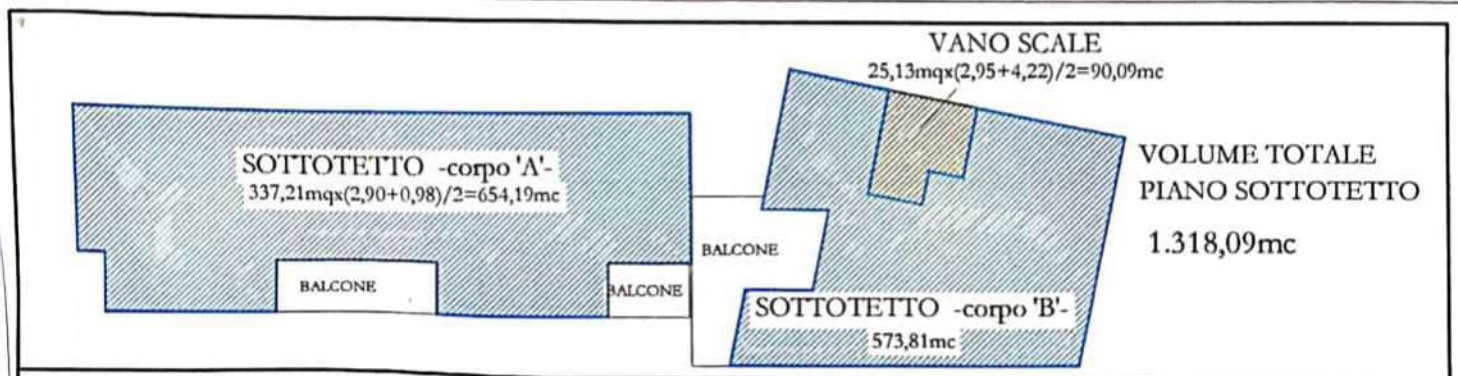 VANO SCALE
25,13mqx(2,95+4,22)/2=90,09mc
SOTTOTETTO -corpo 'A'-
337,21mqx(2,90+0,98)/2=654,19mc
VOLUME TOTALE
PIANO SOTTOTETTO
1.318,09mc
BALCONE
BALCONE
BALCONE
SOTTOTETTO -corpo 'B'-
573,81mc